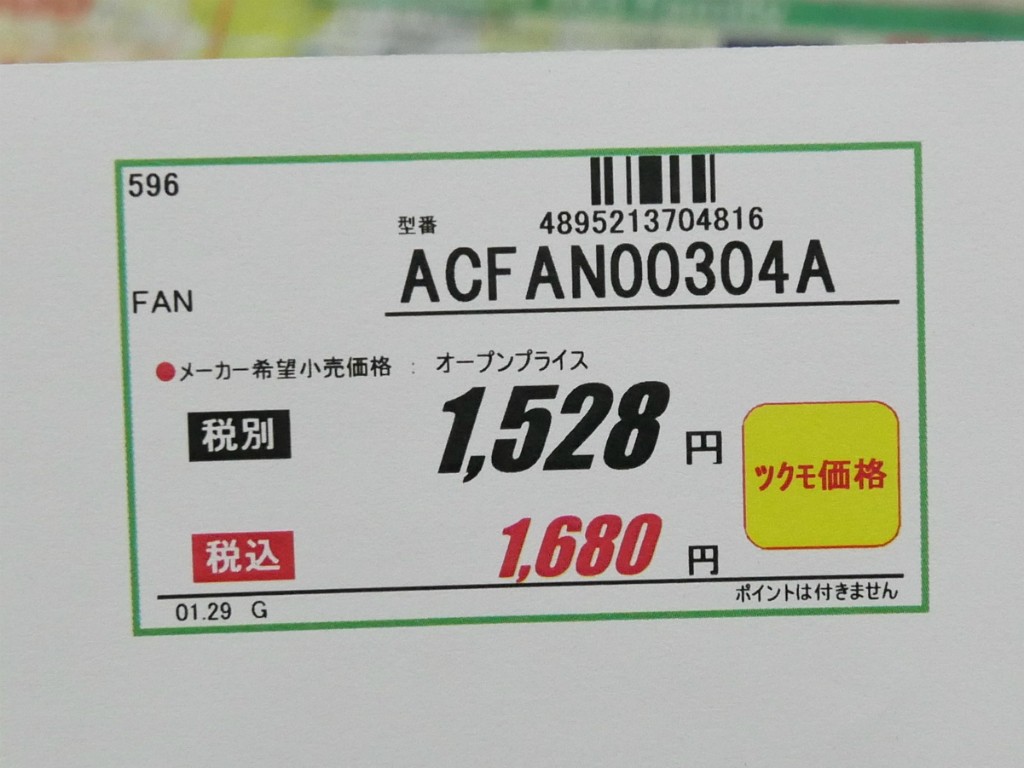 596
4895213704816
型番
ACFAN00304A
FAN
●メーカー希望小売価格 : オープンプライス
税別 1,528 円
ツクモ価格
税込 1,680 円
ポイントは付きません
01.29 G